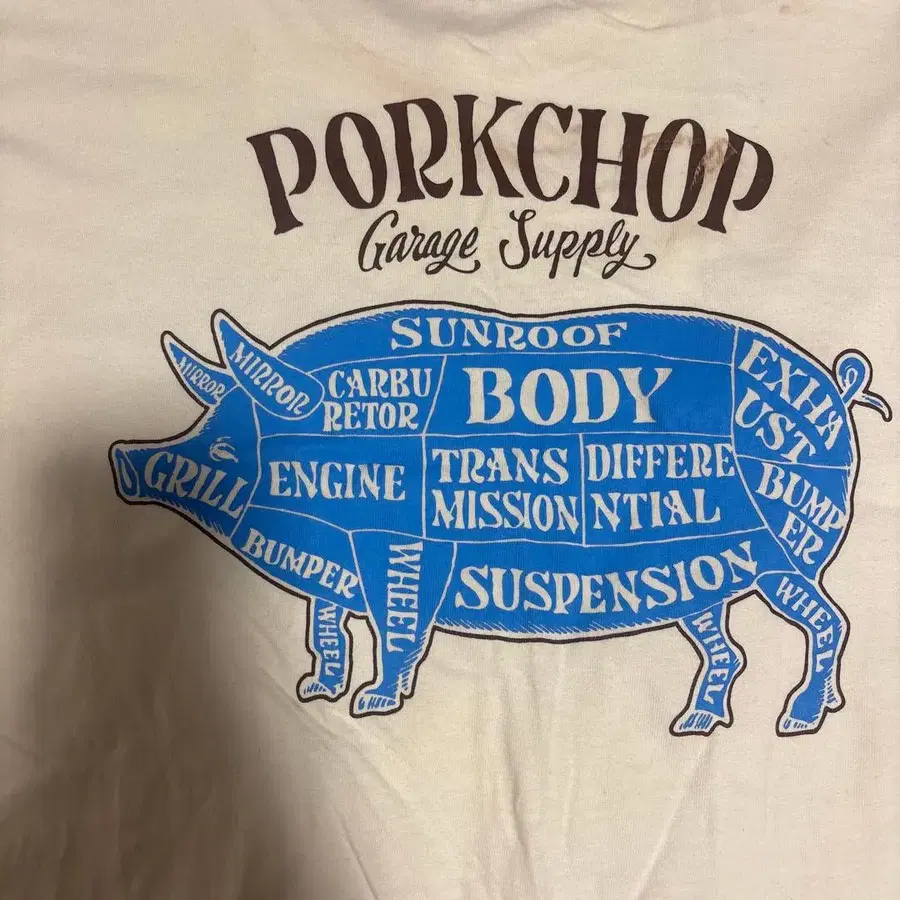 PORKCHOP
Garage Supply
SUNROOF
MIRROR
MIRROR
CARBU
RETOR
BODY
EXHA
UST
GRILL
ENGINE
TRANS
MISSION
DIFFERE
NTIAL
BUMP
ER
BUMPER
WHEEL
WHEEL
SUSPENSION
WHEEL
WHEEL